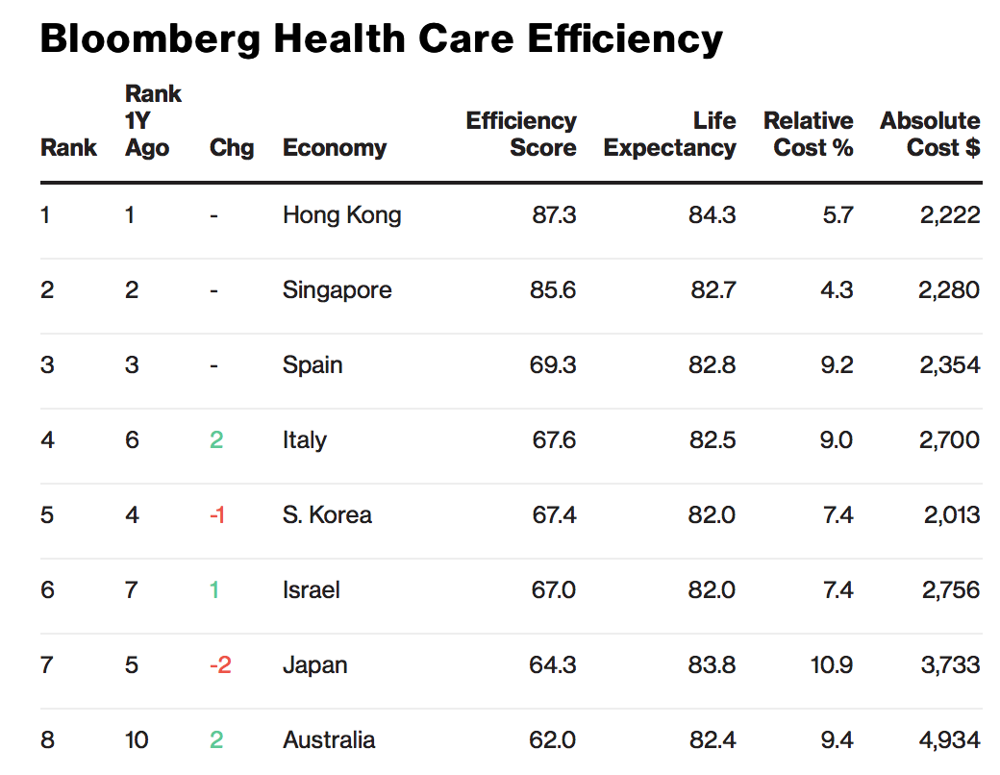 Bloomberg Health Care Efficiency
Rank
1Y
Efficiency Life Relative Absolute
Rank Ago Chg Economy Score Expectancy Cost % Cost $
1 1 - Hong Kong 87.3 84.3 5.7 2,222
2 2 - Singapore 85.6 82.7 4.3 2,280
3 3 - Spain 69.3 82.8 9.2 2,354
4 6 2 Italy 67.6 82.5 9.0 2,700
5 4 -1 S. Korea 67.4 82.0 7.4 2,013
6 7 1 Israel 67.0 82.0 7.4 2,756
7 5 -2 Japan 64.3 83.8 10.9 3,733
8 10 2 Australia 62.0 82.4 9.4 4,934